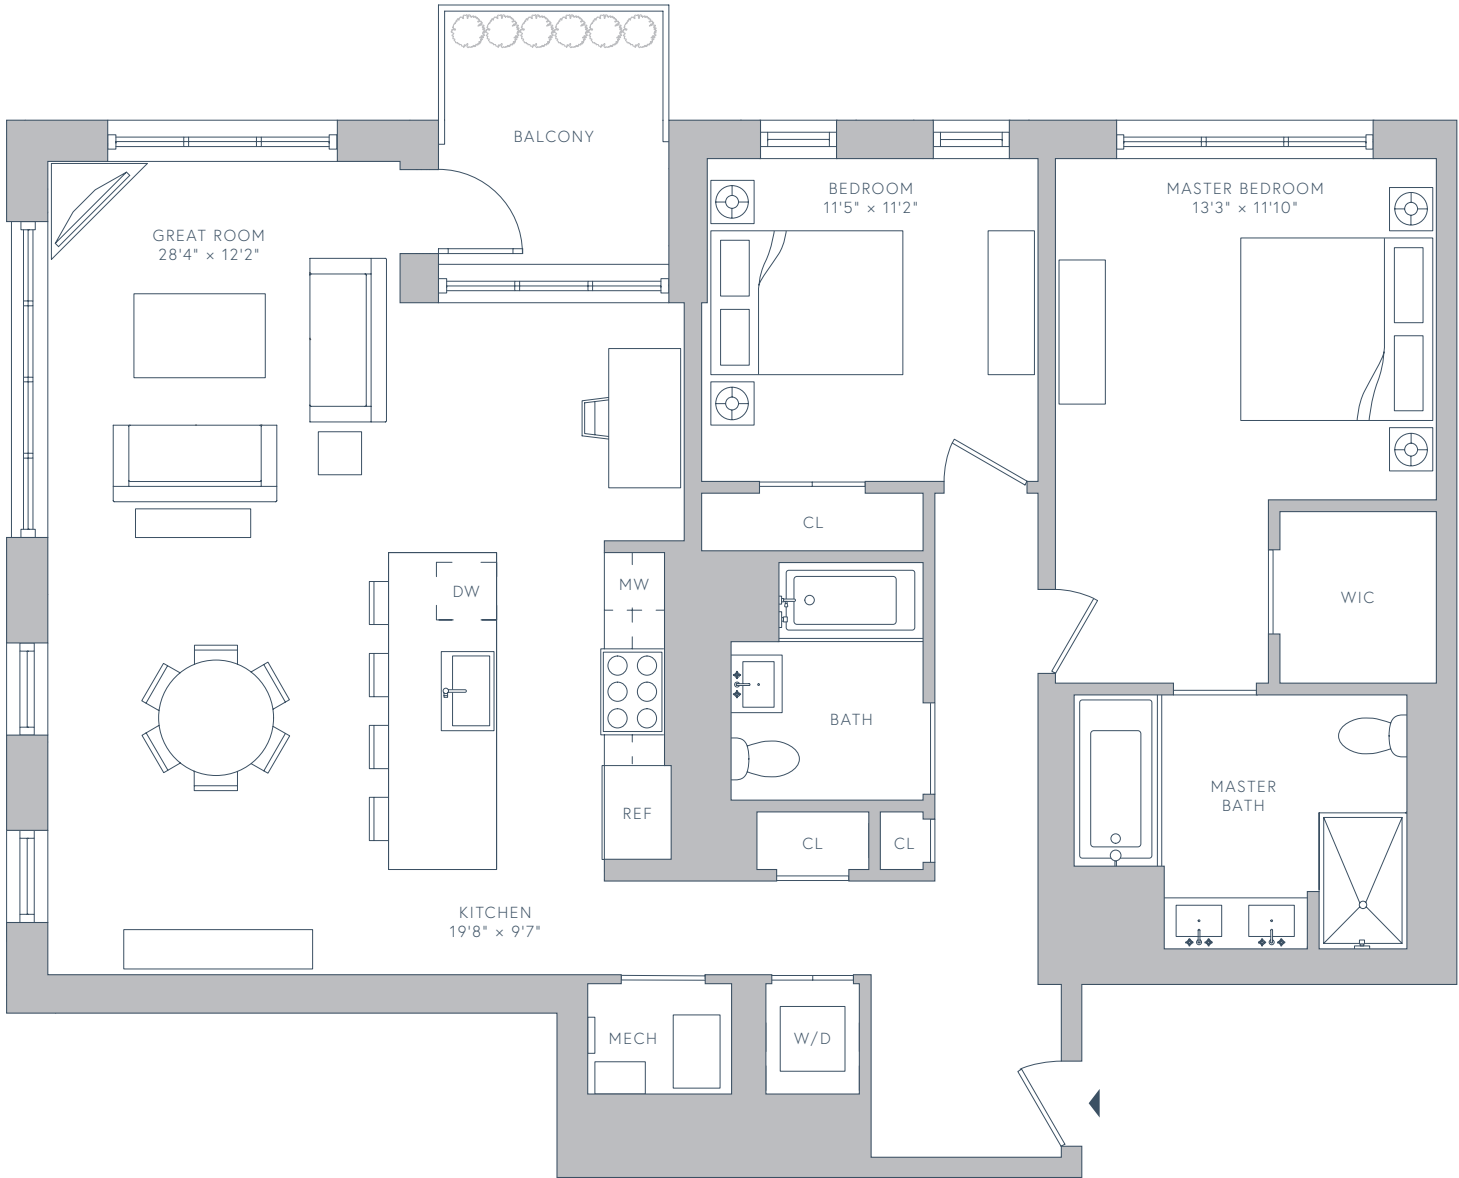 BALCONY
BEDROOM
11'5" × 11'2"
MASTER BEDROOM
13'3" × 11'10"
GREAT ROOM
28'4" × 12'2"
CL
DW
MW
WIC
BATH
MASTER
BATH
REF
CL
CL
KITCHEN
19'8" × 9'7"
MECH
W/D